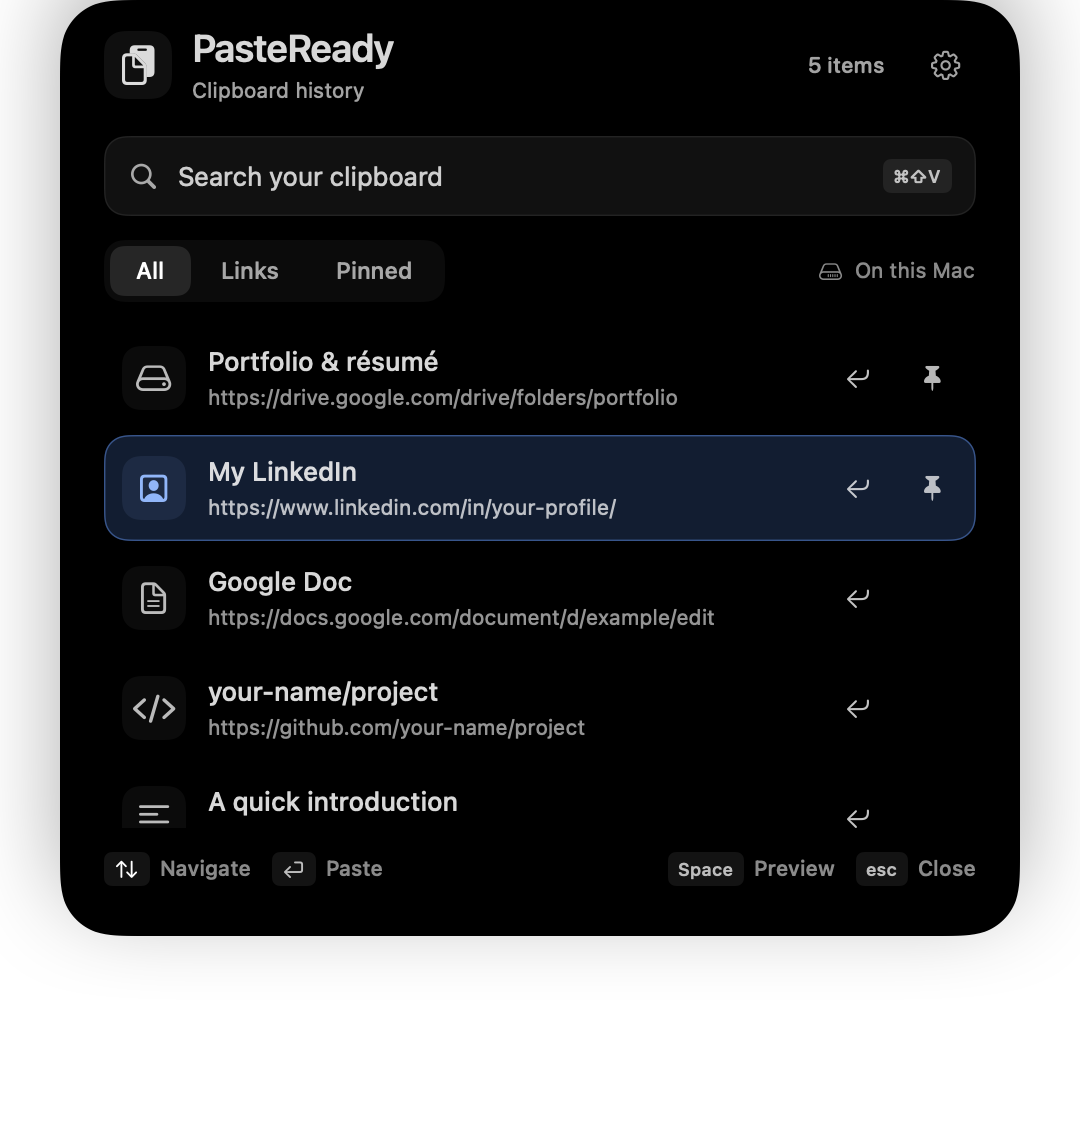 PasteReady
Clipboard history
5 items
Search your clipboard
⌘⇧V
All
Links
Pinned
On this Mac
Portfolio & résumé
https://drive.google.com/drive/folders/portfolio
My LinkedIn
https://www.linkedin.com/in/your-profile/
Google Doc
https://docs.google.com/document/d/example/edit
your-name/project
https://github.com/your-name/project
A quick introduction
Navigate
Paste
Space
Preview
esc
Close